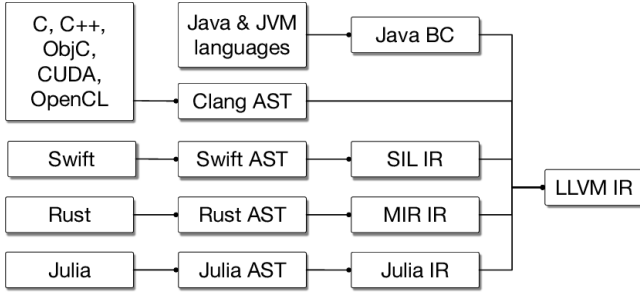 C, C++,
ObjC,
CUDA,
OpenCL
Java & JVM
languages
Java BC
Clang AST
Swift
Swift AST
SIL IR
LLVM IR
Rust
Rust AST
MIR IR
Julia
Julia AST
Julia IR